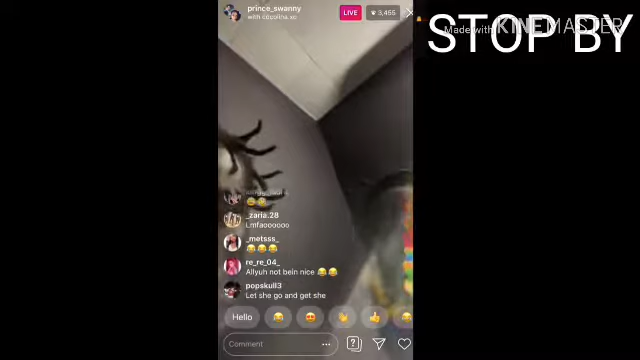 prince_swanny
with cocolina.xo
LIVE
3,455
Made with KINEMASTER
STOP BY
_zaria.28
Lmfaoooooo
_metsss_
re_re_04_
Allyuh not bein nice
popskull3
Let she go and get she
Hello
Comment